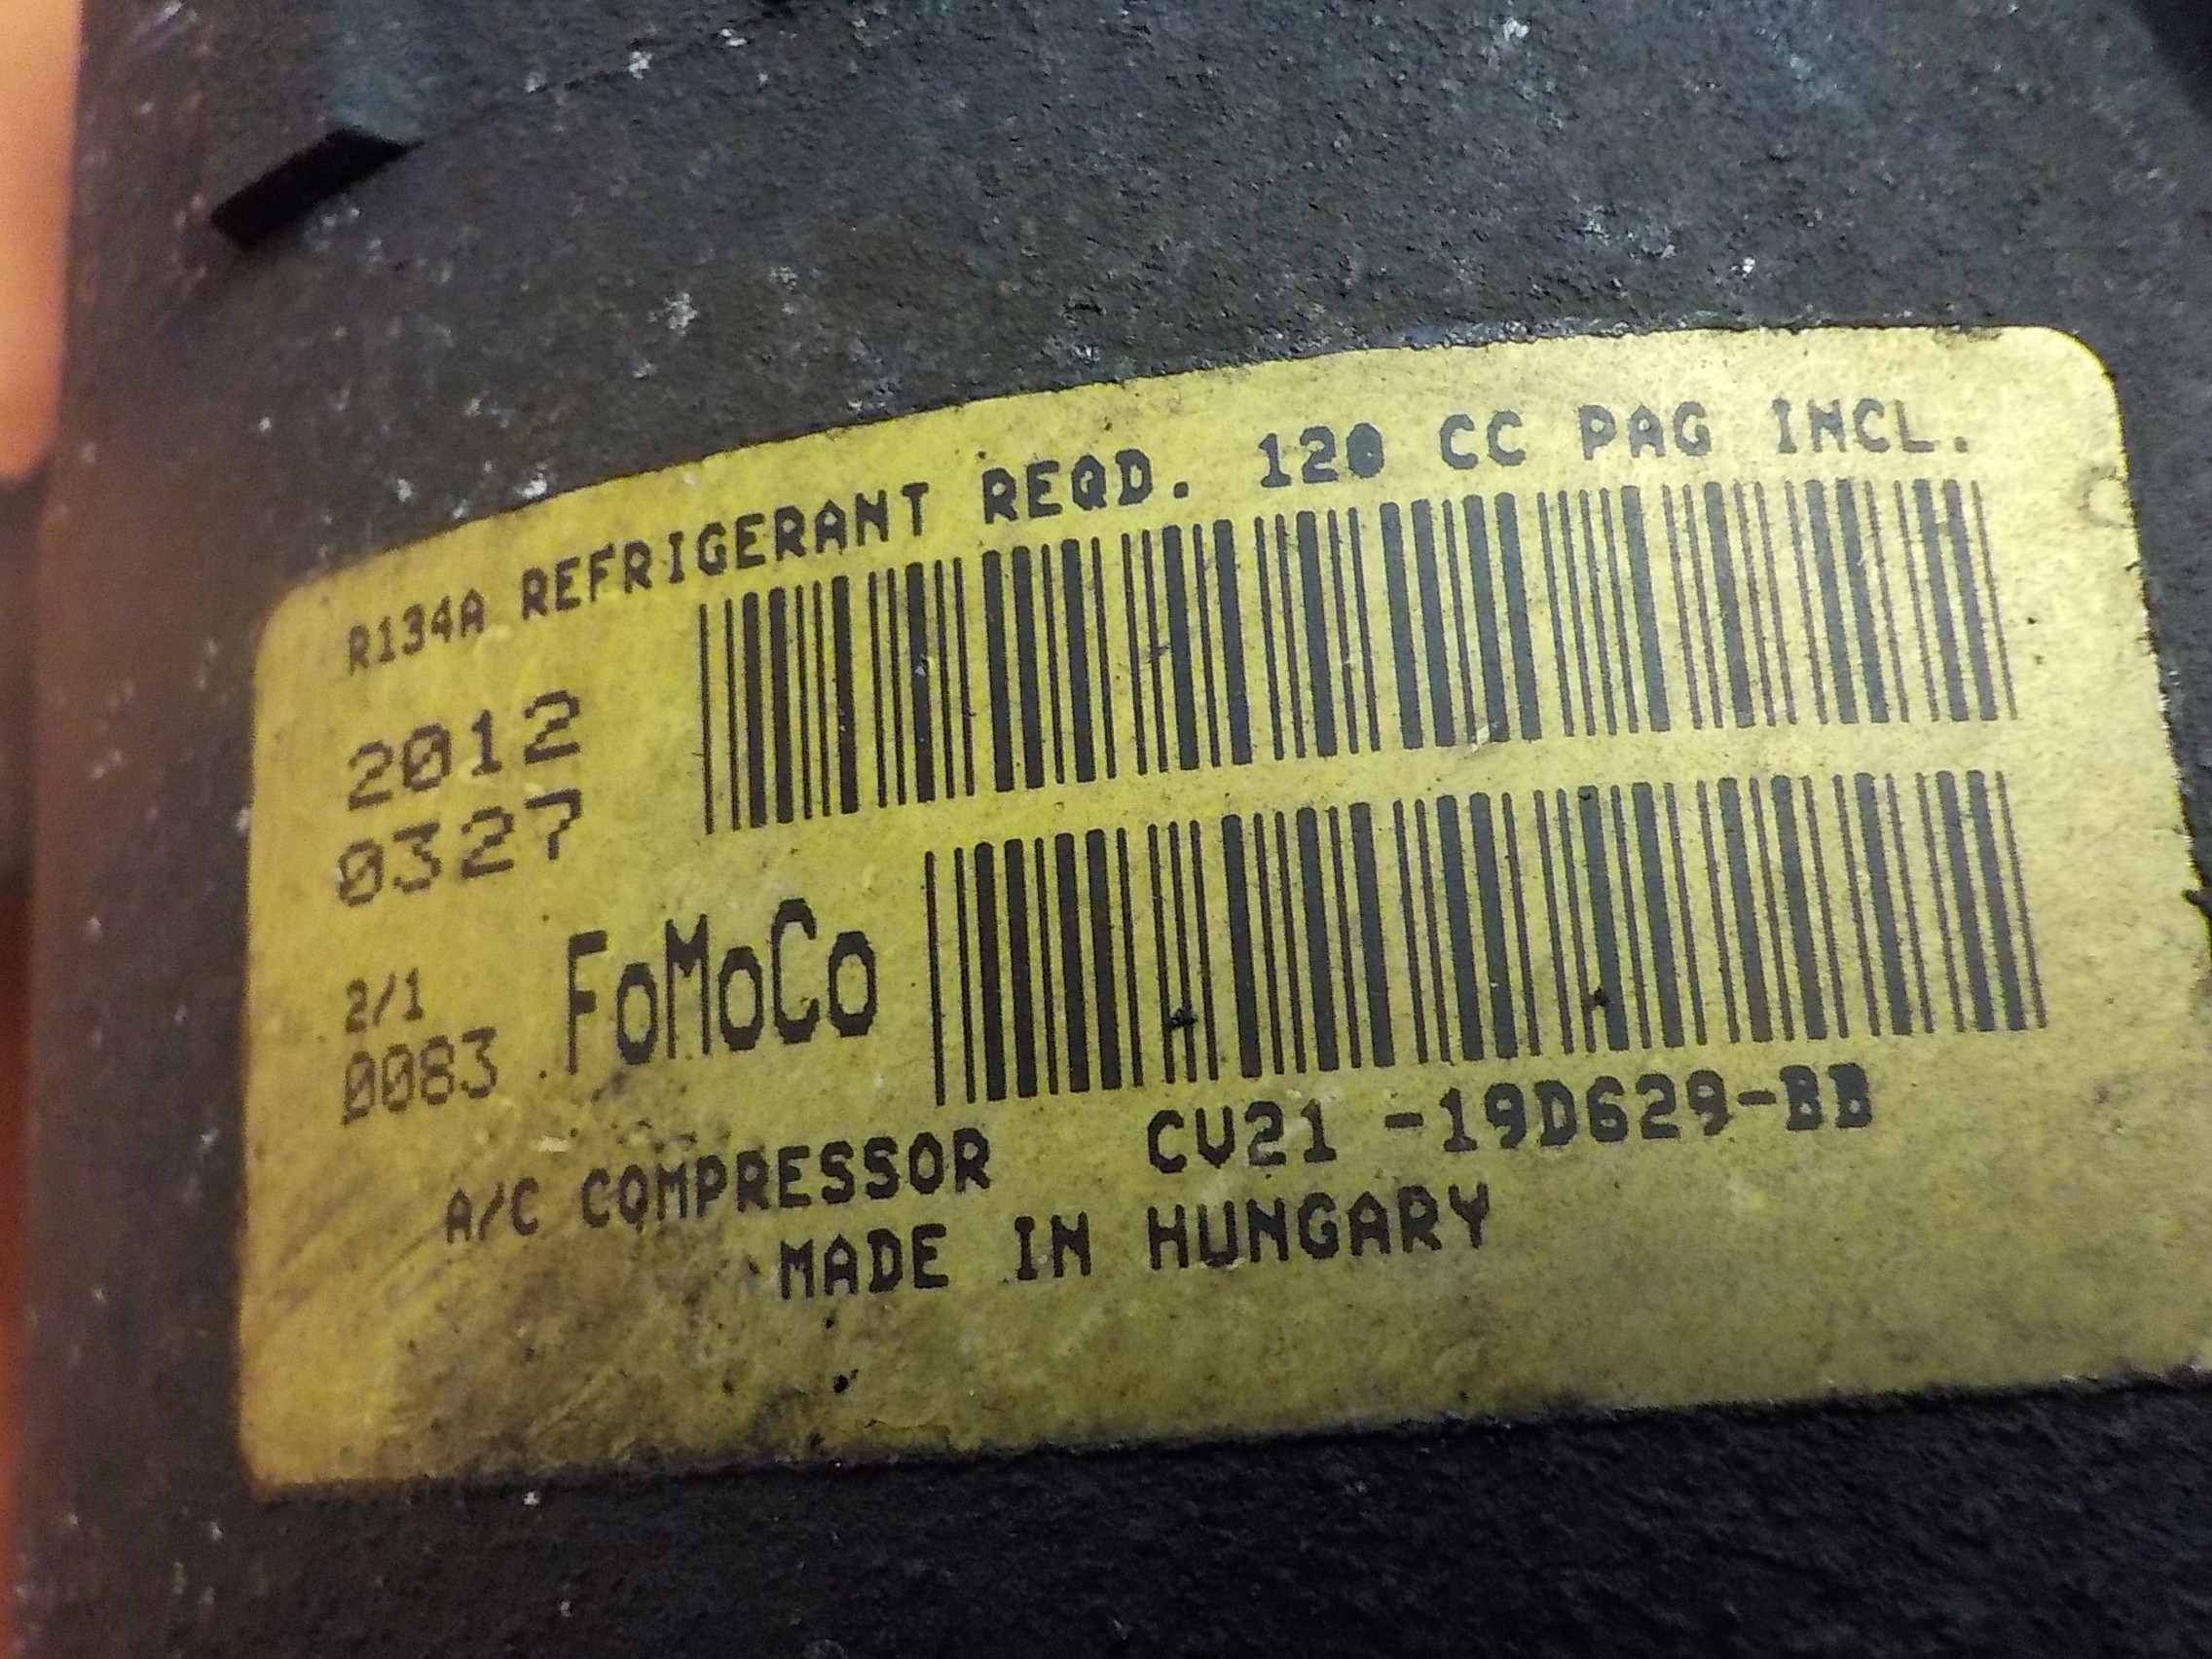 R134A REFRIGERANT REQD. 120 CC PAG INCL.
2012
0327
2/1
0083
FoMoCo
A/C COMPRESSOR CV21 -19D629-BB
MADE IN HUNGARY